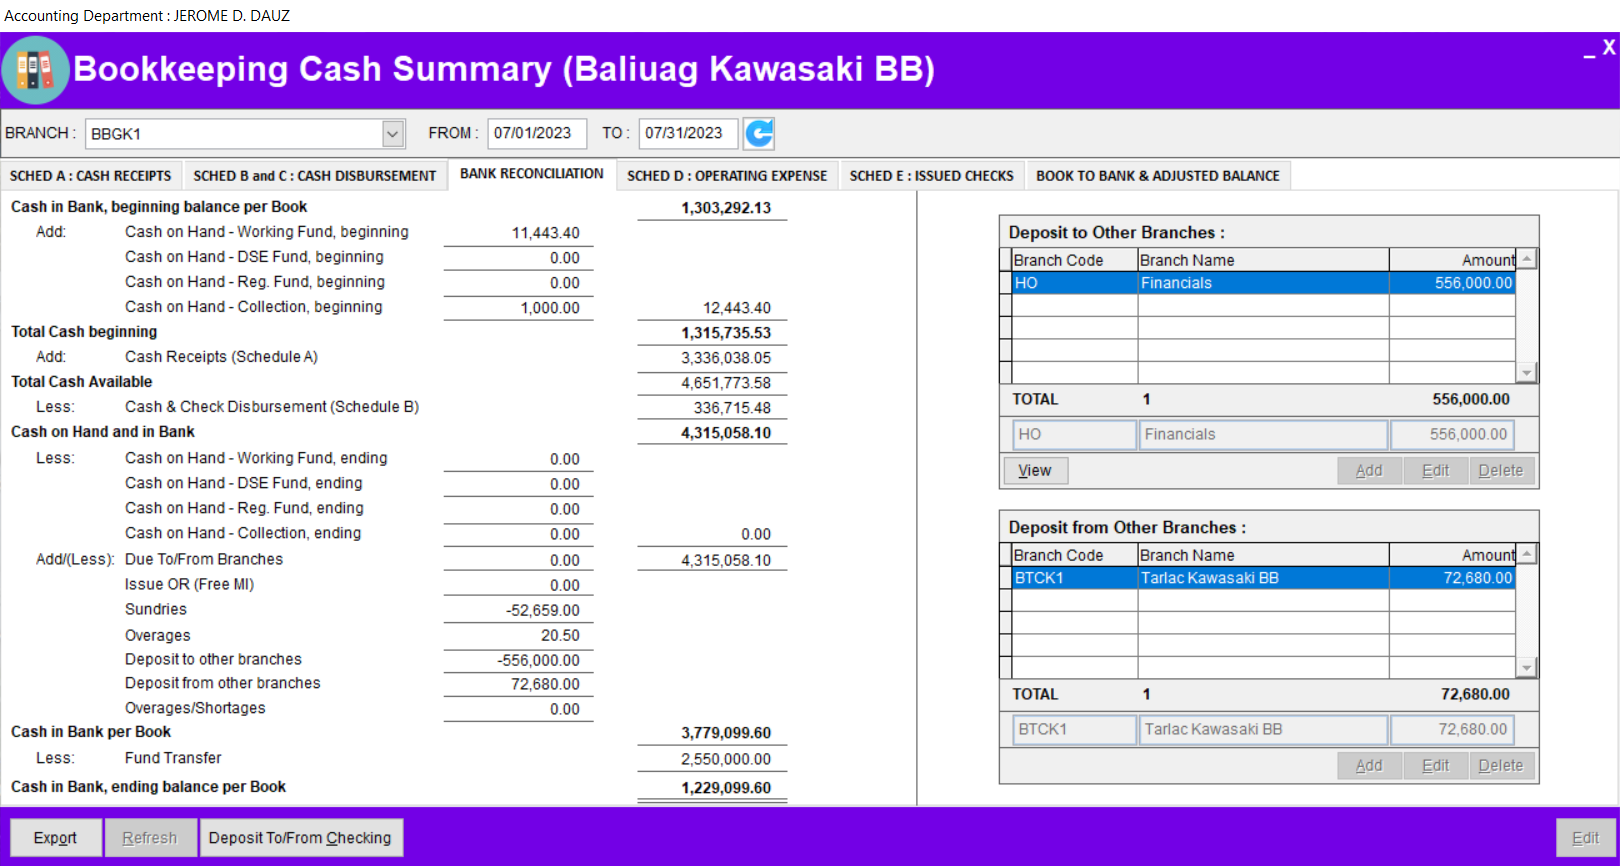 Accounting Department : JEROME D. DAUZ
Bookkeeping Cash Summary (Baliuag Kawasaki BB)
_ X
BRANCH : BBGK1 FROM : 07/01/2023 TO : 07/31/2023
SCHED A : CASH RECEIPTS SCHED B and C : CASH DISBURSEMENT BANK RECONCILIATION SCHED D : OPERATING EXPENSE SCHED E : ISSUED CHECKS BOOK TO BANK & ADJUSTED BALANCE
Cash in Bank, beginning balance per Book 1,303,292.13
Add: Cash on Hand - Working Fund, beginning 11,443.40
Cash on Hand - DSE Fund, beginning 0.00
Cash on Hand - Reg. Fund, beginning 0.00
Cash on Hand - Collection, beginning 1,000.00 12,443.40
Total Cash beginning 1,315,735.53
Add: Cash Receipts (Schedule A) 3,336,038.05
Total Cash Available 4,651,773.58
Less: Cash & Check Disbursement (Schedule B) 336,715.48
Cash on Hand and in Bank 4,315,058.10
Less: Cash on Hand - Working Fund, ending 0.00
Cash on Hand - DSE Fund, ending 0.00
Cash on Hand - Reg. Fund, ending 0.00
Cash on Hand - Collection, ending 0.00 0.00
Add/(Less): Due To/From Branches 0.00 4,315,058.10
Issue OR (Free MI) 0.00
Sundries -52,659.00
Overages 20.50
Deposit to other branches -556,000.00
Deposit from other branches 72,680.00
Overages/Shortages 0.00
Cash in Bank per Book 3,779,099.60
Less: Fund Transfer 2,550,000.00
Cash in Bank, ending balance per Book 1,229,099.60
Deposit to Other Branches :
Branch Code Branch Name Amount
HO Financials 556,000.00
TOTAL 1 556,000.00
HO Financials 556,000.00
View Add Edit Delete
Deposit from Other Branches :
Branch Code Branch Name Amount
BTCK1 Tarlac Kawasaki BB 72,680.00
TOTAL 1 72,680.00
BTCK1 Tarlac Kawasaki BB 72,680.00
Add Edit Delete
Export Refresh Deposit To/From Checking Edit